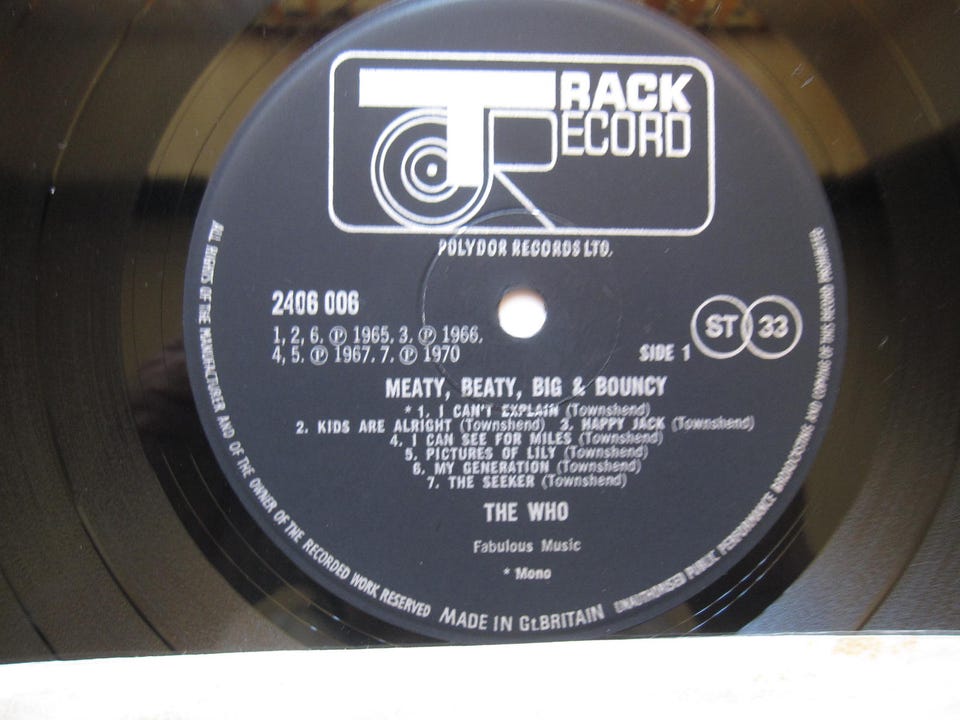 TRACK
RECORD
POLYDOR RECORDS LTD.
2406 006
1, 2, 6. ℗ 1965. 3. ℗ 1966.
4, 5. ℗ 1967. 7. ℗ 1970
SIDE 1
ST 33
MEATY, BEATY, BIG & BOUNCY
* 1. I CAN'T EXPLAIN (Townshend)
2. KIDS ARE ALRIGHT (Townshend) 3. HAPPY JACK (Townshend)
4. I CAN SEE FOR MILES (Townshend)
5. PICTURES OF LILY (Townshend)
6. MY GENERATION (Townshend)
7. THE SEEKER (Townshend)
THE WHO
Fabulous Music
* Mono
ALL RIGHTS OF THE MANUFACTURER AND OF THE OWNER OF THE RECORDED WORK RESERVED
MADE IN Gt.BRITAIN
UNAUTHORISED PUBLIC PERFORMANCE BROADCASTING AND COPYING OF THIS RECORD PROHIBITED